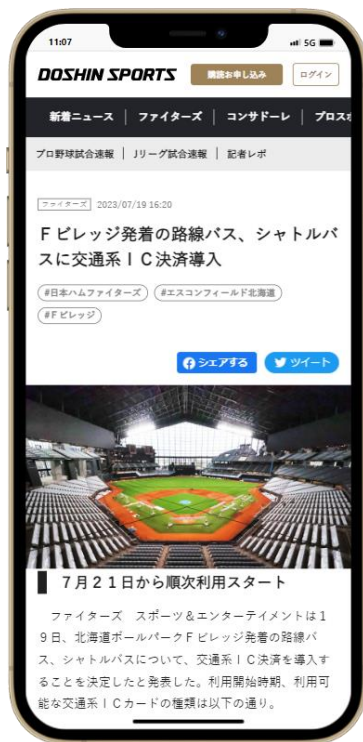 11:07
5G
DOSHIN SPORTS
購読お申し込み
ログイン
新着ニュース | ファイターズ | コンサドーレ | プロスポ
プロ野球試合速報 | Jリーグ試合速報 | 記者レポ
ファイターズ 2023/07/19 16:20
Fビレッジ発着の路線バス、シャトルバ
スに交通系IC決済導入
#日本ハムファイターズ #エスコンフィールド北海道
#Fビレッジ
シェアする ツイート
7月21日から順次利用スタート
ファイターズ スポーツ&エンターテイメントは1
9日、北海道ボールパークFビレッジ発着の路線バ
ス、シャトルバスについて、交通系IC決済を導入す
ることを決定したと発表した。利用開始時期、利用可
能な交通系ICカードの種類は以下の通り。